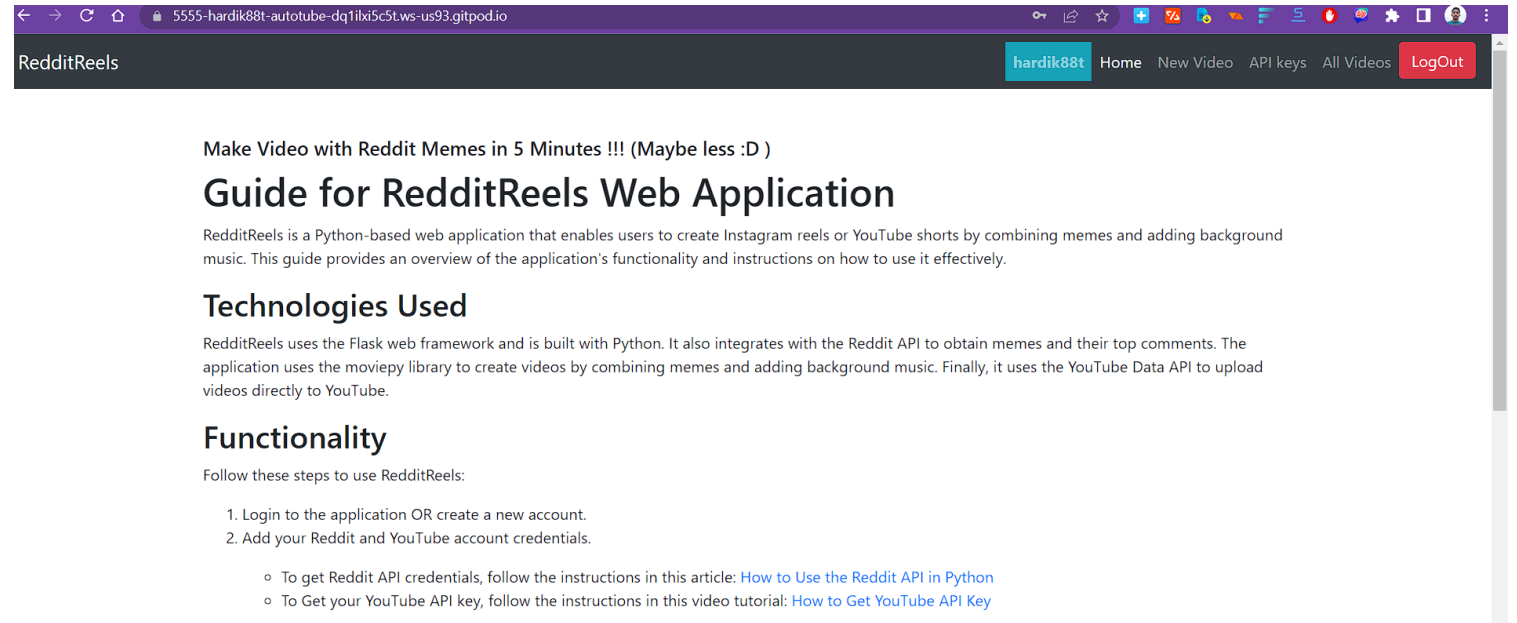 5555-hardik88t-autotube-dq1ilxi5c5t.ws-us93.gitpod.io
RedditReels
hardik88t Home New Video API keys All Videos LogOut
Make Video with Reddit Memes in 5 Minutes !!! (Maybe less :D )
Guide for RedditReels Web Application
RedditReels is a Python-based web application that enables users to create Instagram reels or YouTube shorts by combining memes and adding background
music. This guide provides an overview of the application's functionality and instructions on how to use it effectively.
Technologies Used
RedditReels uses the Flask web framework and is built with Python. It also integrates with the Reddit API to obtain memes and their top comments. The
application uses the moviepy library to create videos by combining memes and adding background music. Finally, it uses the YouTube Data API to upload
videos directly to YouTube.
Functionality
Follow these steps to use RedditReels:
1. Login to the application OR create a new account.
2. Add your Reddit and YouTube account credentials.
To get Reddit API credentials, follow the instructions in this article: How to Use the Reddit API in Python
To Get your YouTube API key, follow the instructions in this video tutorial: How to Get YouTube API Key